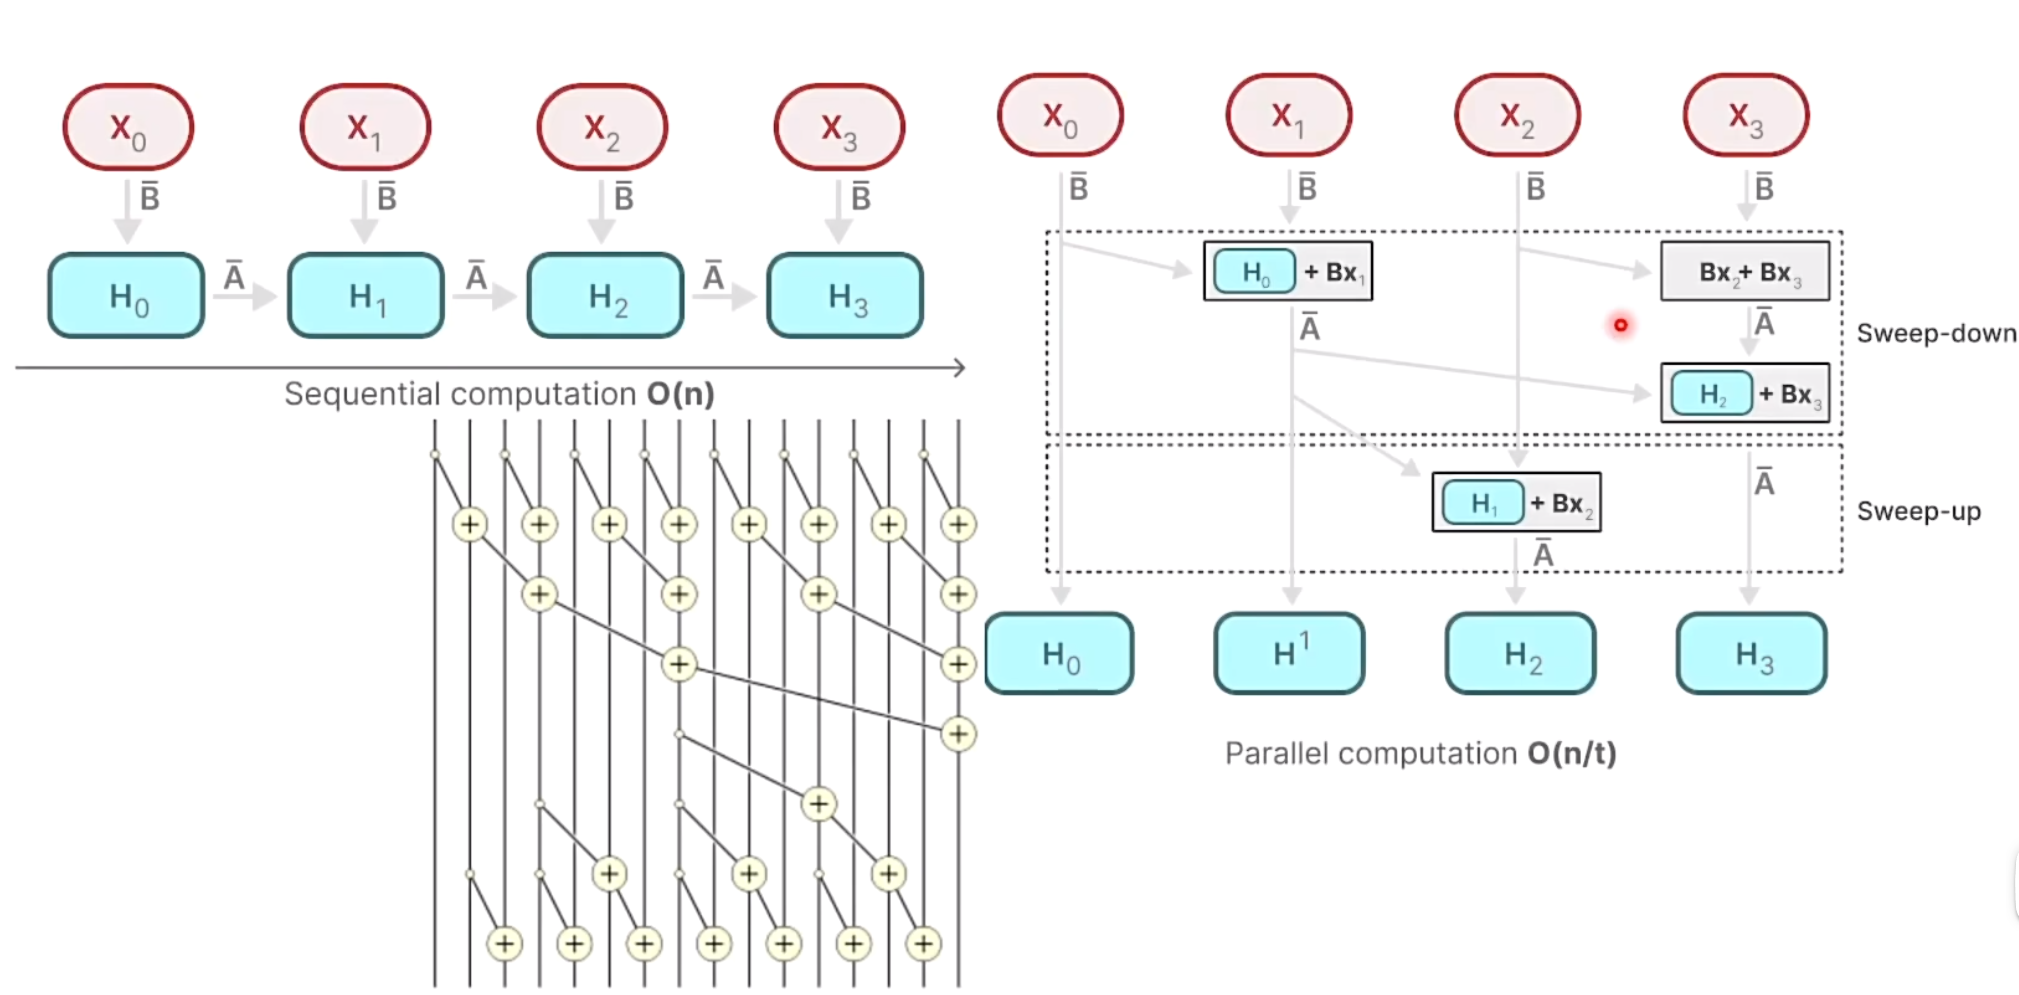 X₀ X₁ X₂ X₃
B̅ B̅ B̅ B̅
H₀ A̅ H₁ A̅ H₂ A̅ H₃
Sequential computation O(n)
+ + + + + + + +
+ + + +
+ +
+
+
+ + +
+ + + + + + +
X₀ X₁ X₂ X₃
B̅ B̅ B̅ B̅
H₀ + Bx₁ Bx₂+ Bx₃
A̅ A̅
Sweep-down
H₂ + Bx₃
A̅
H₁ + Bx₂
Sweep-up
A̅
H₀ H¹ H₂ H₃
Parallel computation O(n/t)